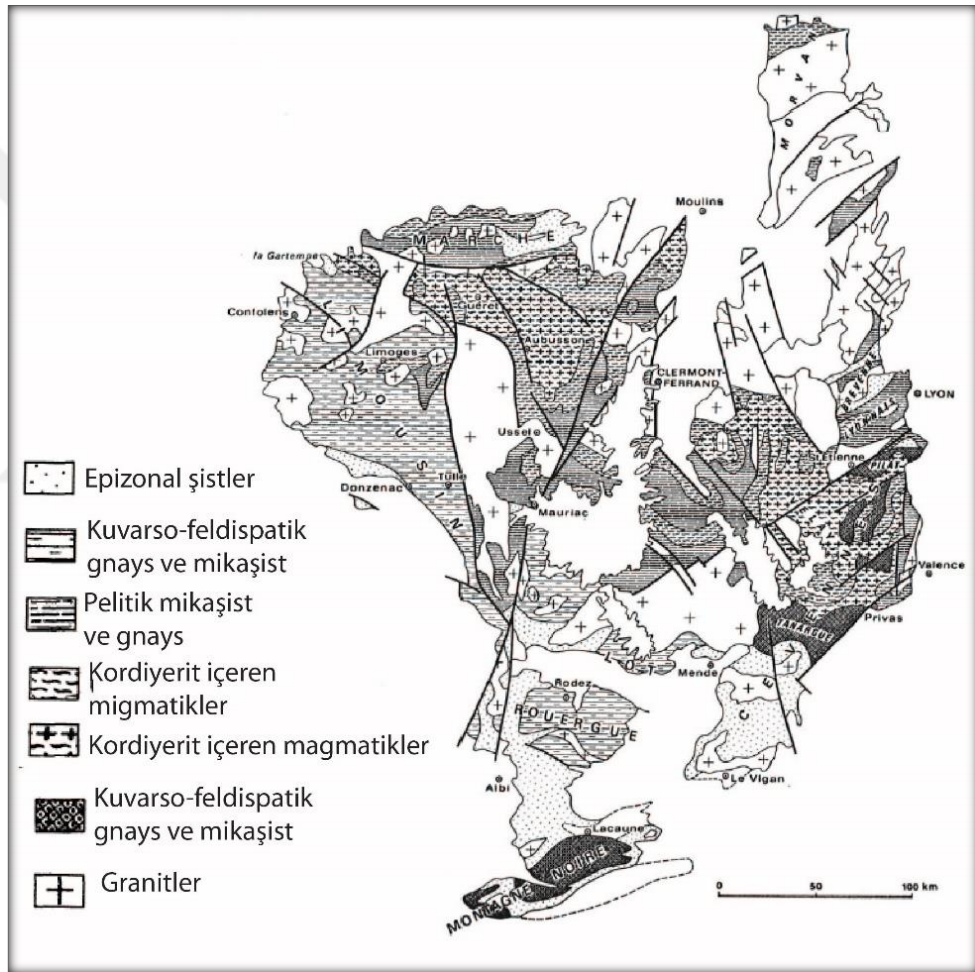 MORVAN
Moulins
MARCHE
la Gartempe
Confolens
Guéret
Aubusson
Limoges
LIMOUSIN
CLERMONT-
FERRAND
LYON
LYONNAIS
Ussel
St Etienne
PILAT
Donzenac
Tulle
Mauriac
Valence
Privas
TANARGUE
LOT
Mende
Rodez
ROUERGUE
Albi
Le Vigan
Lacaune
MONTAGNE NOIRE
0 50 100 km
Epizonal şistler
Kuvarso-feldispatik
gnays ve mikaşist
Pelitik mikaşist
ve gnays
Kordiyerit içeren
migmatikler
Kordiyerit içeren magmatikler
Kuvarso-feldispatik
gnays ve mikaşist
Granitler